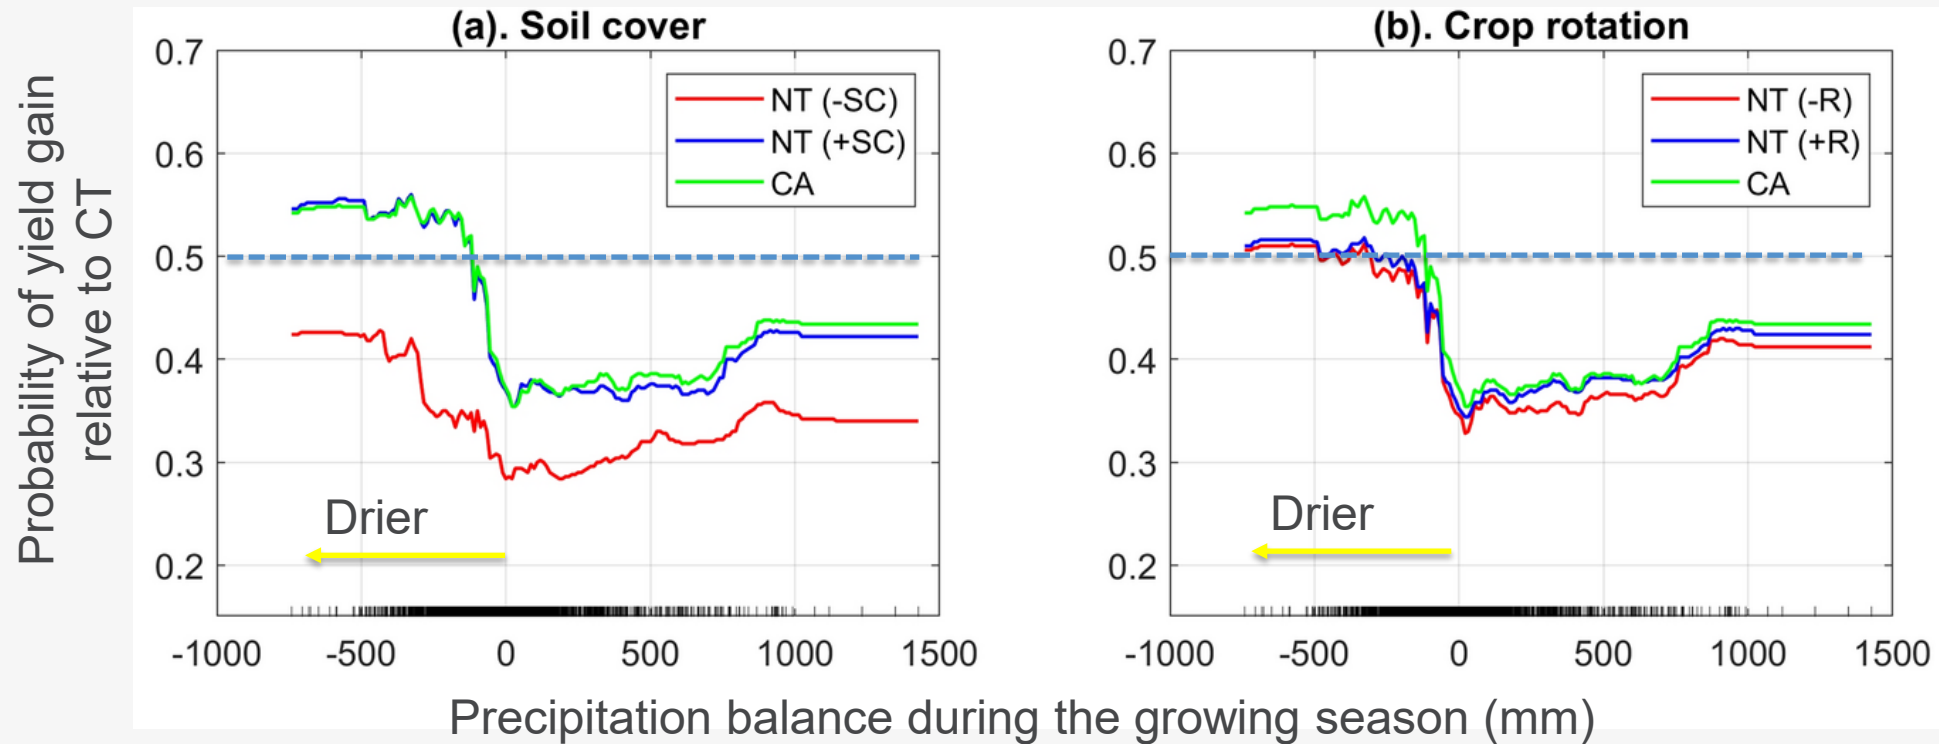 Probability of yield gain
relative to CT
(a). Soil cover
0.7
0.6
0.5
0.4
0.3
0.2
NT (-SC)
NT (+SC)
CA
Drier
-1000
-500
0
500
1000
1500
(b). Crop rotation
0.7
0.6
0.5
0.4
0.3
0.2
NT (-R)
NT (+R)
CA
Drier
-1000
-500
0
500
1000
1500
Precipitation balance during the growing season (mm)